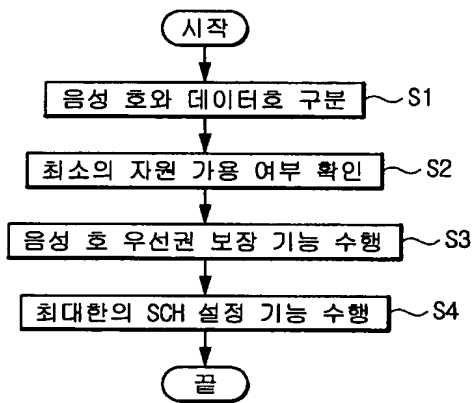 시작
음성 호와 데이터호 구분
S1
최소의 자원 가용 여부 확인
S2
음성 호 우선권 보장 기능 수행
S3
최대한의 SCH 설정 기능 수행
S4
끝